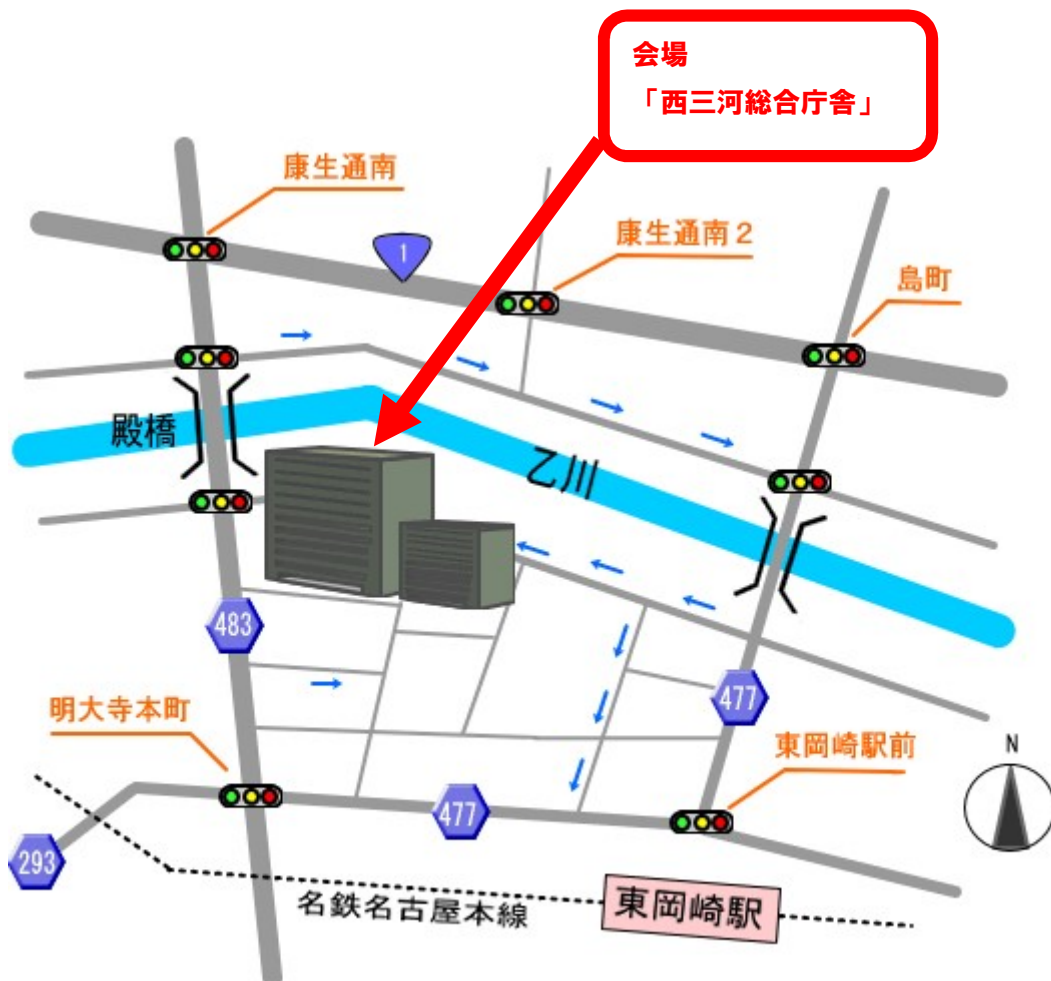 会場
「西三河総合庁舎」
康生通南
康生通南２
島町
1
殿橋
乙川
483
477
明大寺本町
東岡崎駅前
N
477
293
名鉄名古屋本線
東岡崎駅